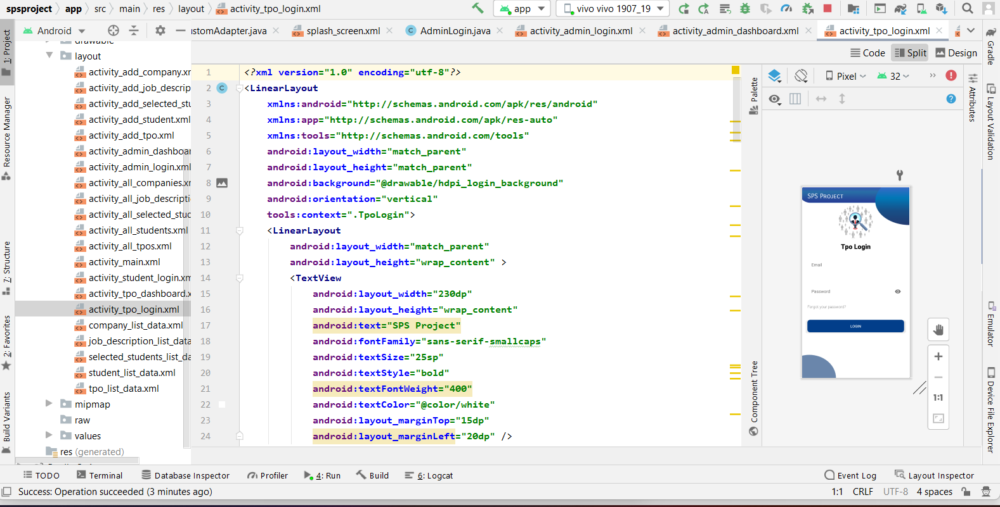 spsproject app src main res layout activity_tpo_login.xml
app vivo vivo 1907_19
Android
ustomAdapter.java splash_screen.xml AdminLogin.java activity_admin_login.xml activity_admin_dashboard.xml activity_tpo_login.xml
Code Split Design
1: Project
Resource Manager
7: Structure
2: Favorites
Build Variants
drawable
layout
activity_add_company.xr
activity_add_job_descrip
activity_add_selected_stu
activity_add_student.xml
activity_add_tpo.xml
activity_admin_dashboar
activity_admin_login.xml
activity_all_companies.xr
activity_all_job_descripti
activity_all_selected_stud
activity_all_students.xml
activity_all_tpos.xml
activity_main.xml
activity_student_login.xm
activity_tpo_dashboard.x
activity_tpo_login.xml
company_list_data.xml
job_description_list_data
selected_students_list_da
student_list_data.xml
tpo_list_data.xml
mipmap
raw
values
res (generated)
1 <?xml version="1.0" encoding="utf-8"?>
2 <LinearLayout
3 xmlns:android="http://schemas.android.com/apk/res/android"
4 xmlns:app="http://schemas.android.com/apk/res-auto"
5 xmlns:tools="http://schemas.android.com/tools"
6 android:layout_width="match_parent"
7 android:layout_height="match_parent"
8 android:background="@drawable/hdpi_login_background"
9 android:orientation="vertical"
10 tools:context=".TpoLogin">
11 <LinearLayout
12 android:layout_width="match_parent"
13 android:layout_height="wrap_content" >
14 <TextView
15 android:layout_width="230dp"
16 android:layout_height="wrap_content"
17 android:text="SPS Project"
18 android:fontFamily="sans-serif-smallcaps"
19 android:textSize="25sp"
20 android:textStyle="bold"
21 android:textFontWeight="400"
22 android:textColor="@color/white"
23 android:layout_marginTop="15dp"
24 android:layout_marginLeft="20dp" />
Palette
Component Tree
Pixel 32
SPS Project
Tpo Login
Email
Password
Forgot your password?
LOGIN
1:1
Attributes
Gradle
Layout Validation
Emulator
Device File Explorer
TODO Terminal Database Inspector Profiler 4: Run Build 6: Logcat Event Log Layout Inspector
Success: Operation succeeded (3 minutes ago) 1:1 CRLF UTF-8 4 spaces